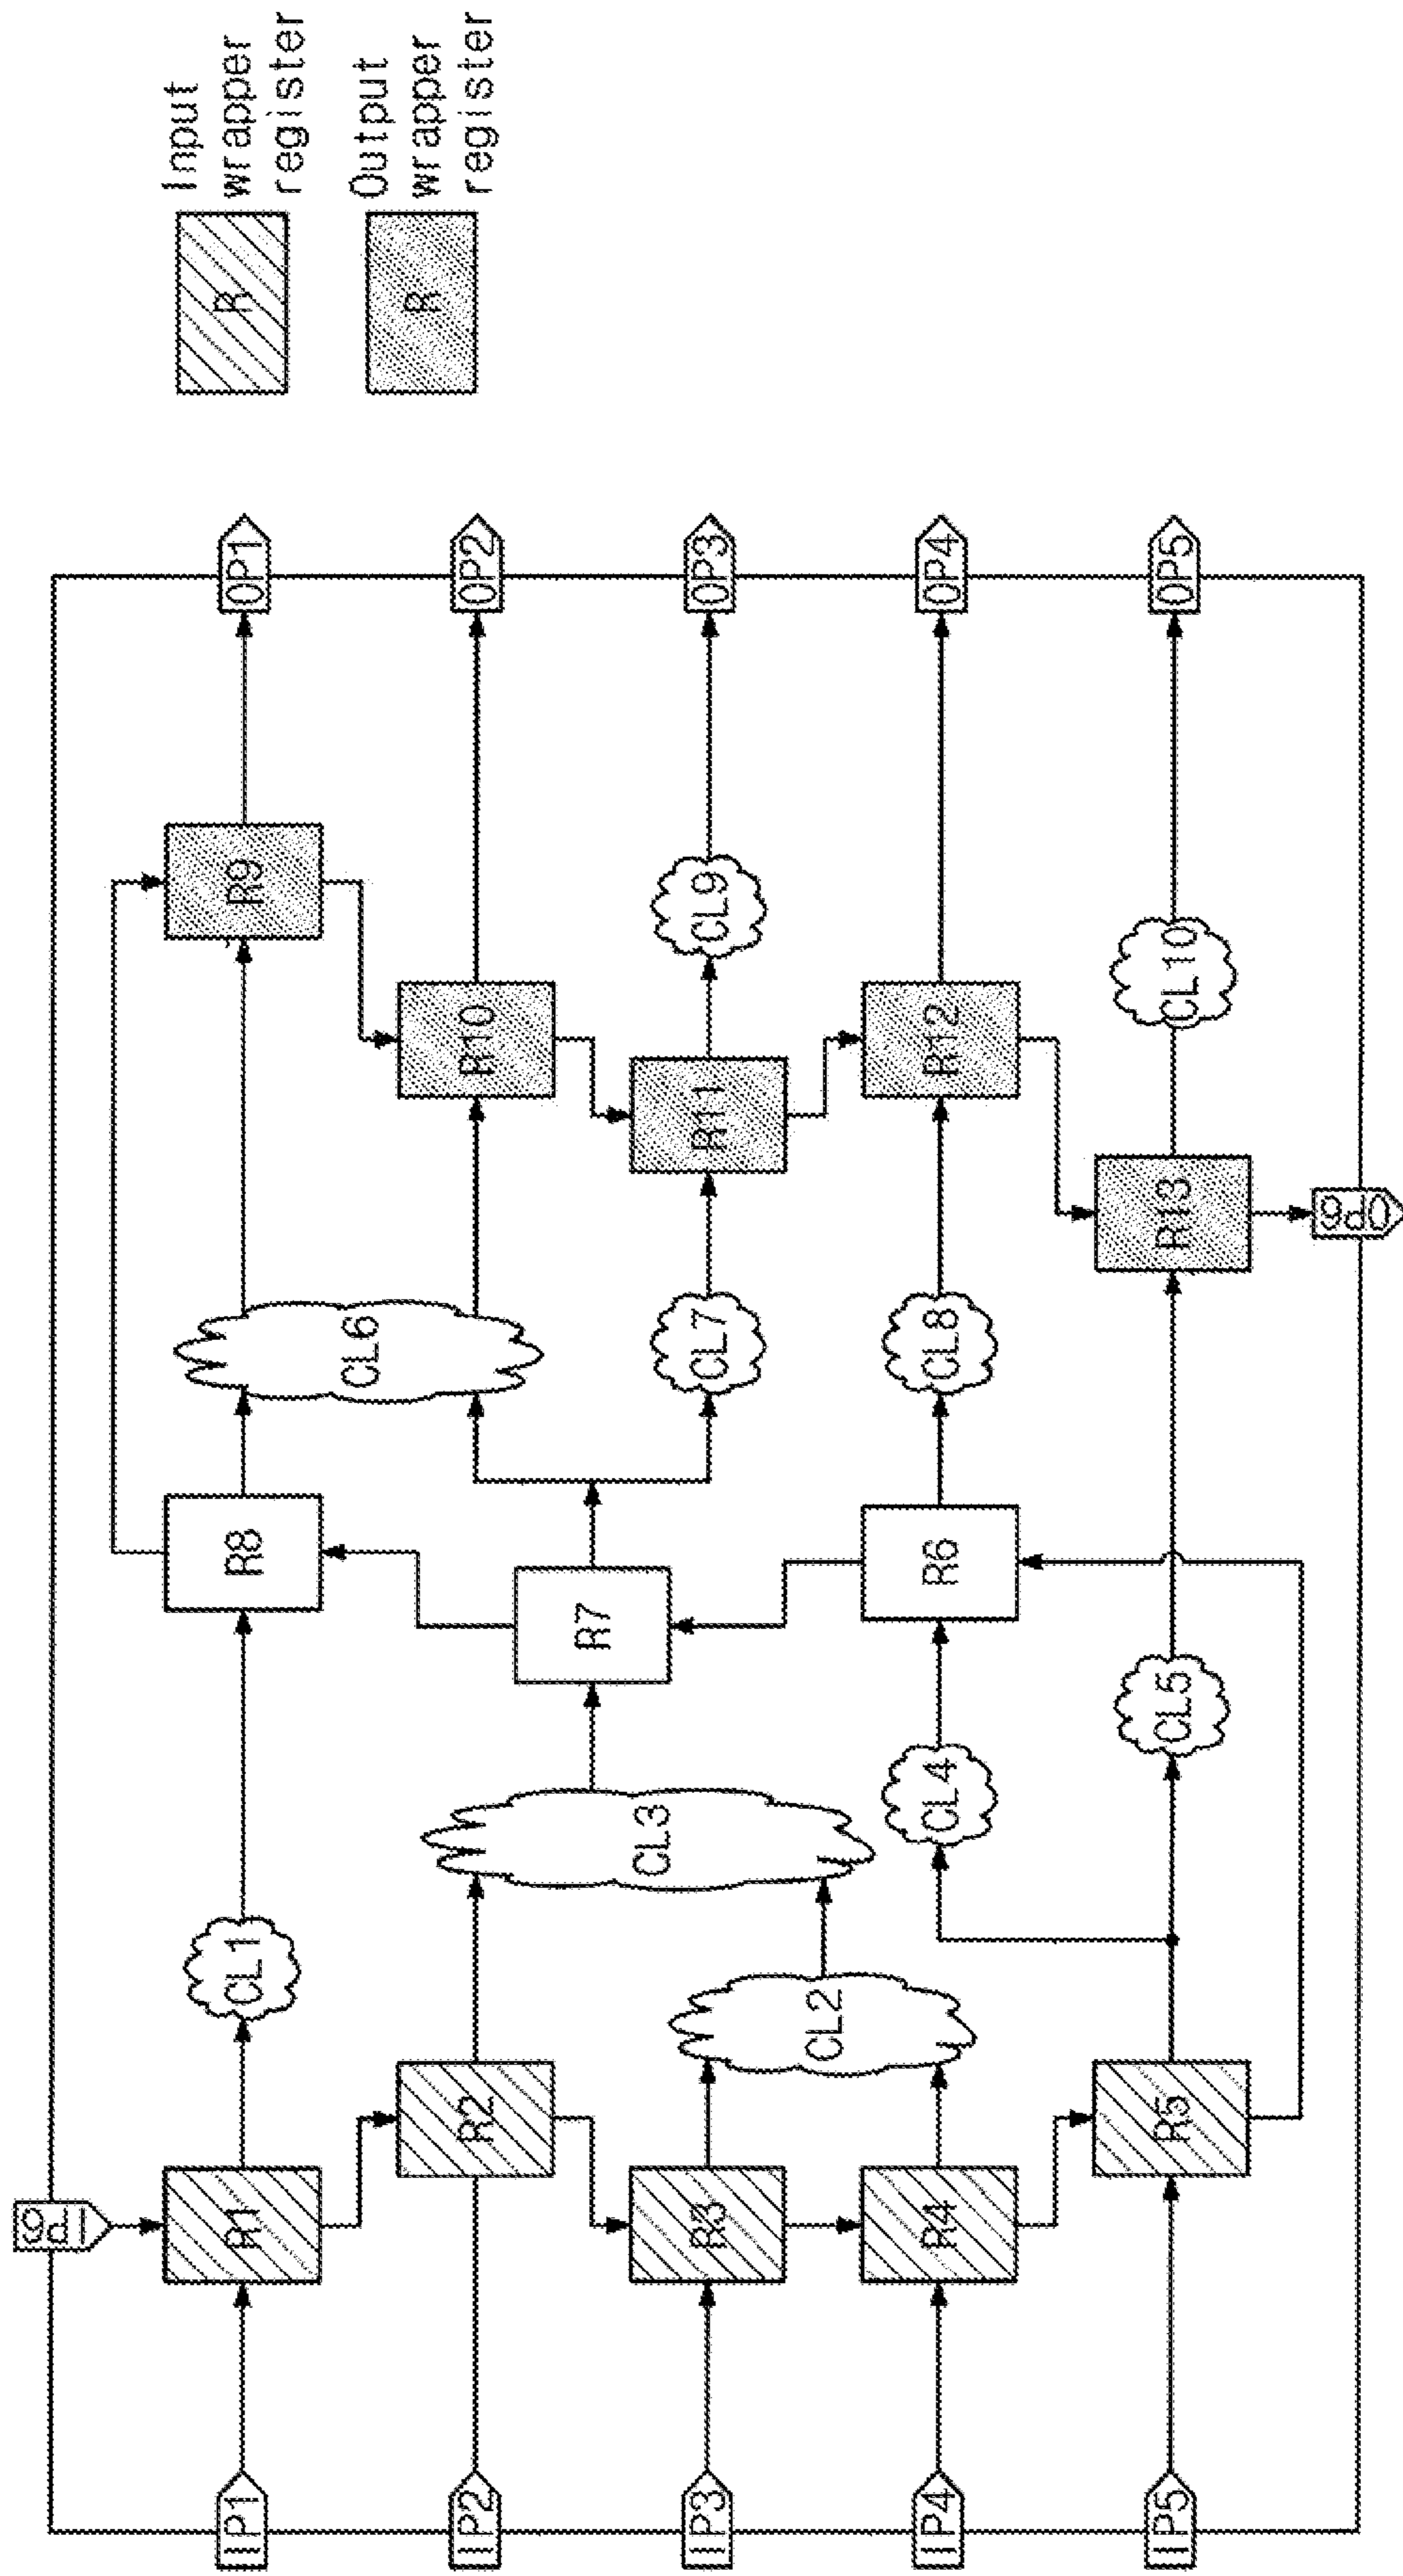 Input
wrapper
register
Output
wrapper
register
R
R
IP6
IP1
IP2
IP3
IP4
IP5
R1
R2
R3
R4
R5
CL1
CL2
CL3
CL4
CL5
R8
R7
R6
CL6
CL7
CL8
R9
R10
R11
R12
R13
CL9
CL10
OP1
OP2
OP3
OP4
OP5
OP6